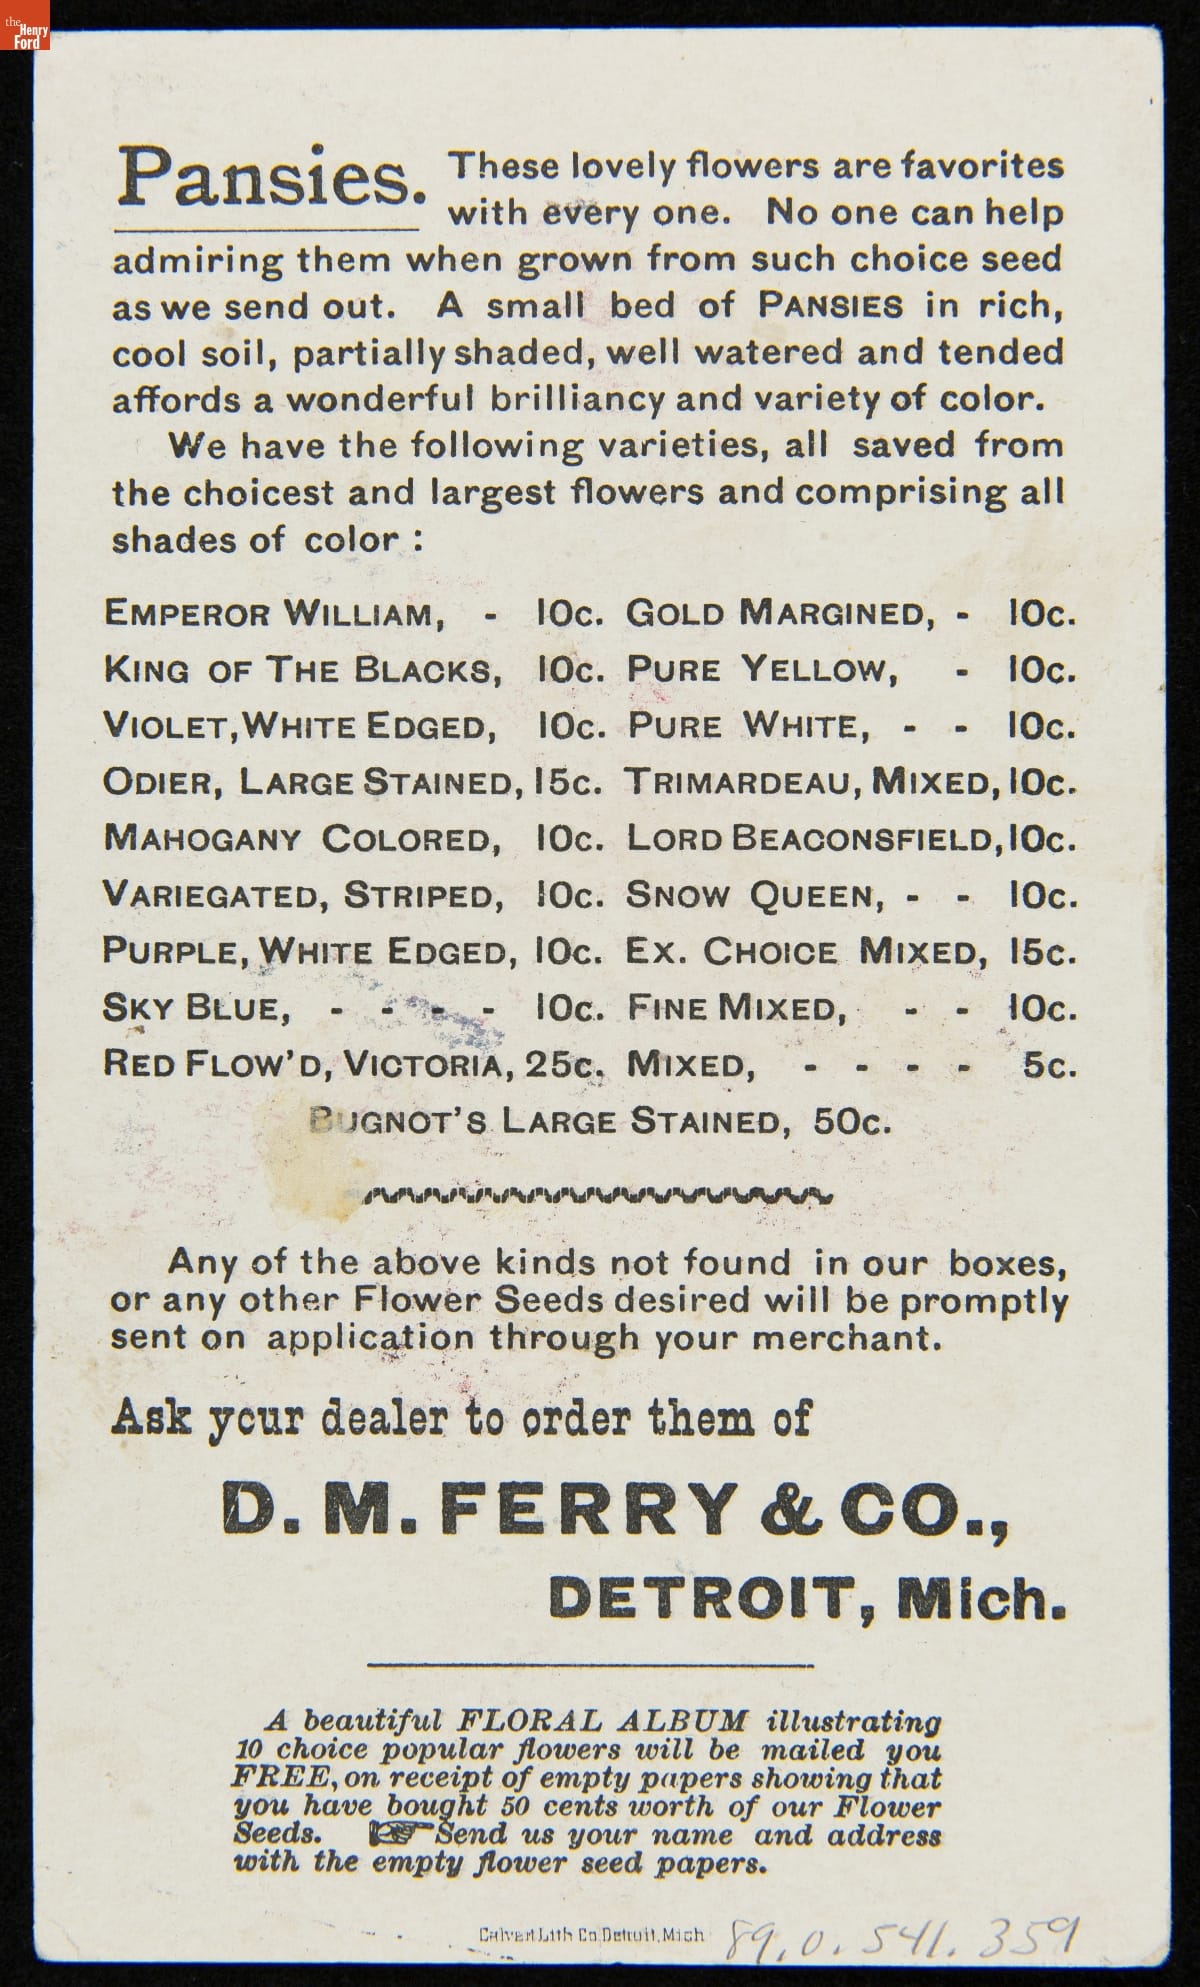 the Henry Ford
Pansies. These lovely flowers are favorites
with every one. No one can help
admiring them when grown from such choice seed
as we send out. A small bed of PANSIES in rich,
cool soil, partially shaded, well watered and tended
affords a wonderful brilliancy and variety of color.
We have the following varieties, all saved from
the choicest and largest flowers and comprising all
shades of color :
EMPEROR WILLIAM, - 10c. GOLD MARGINED, - 10c.
KING OF THE BLACKS, 10c. PURE YELLOW, - 10c.
VIOLET, WHITE EDGED, 10c. PURE WHITE, - - 10c.
ODIER, LARGE STAINED, 15c. TRIMARDEAU, MIXED, 10c.
MAHOGANY COLORED, 10c. LORD BEACONSFIELD, 10c.
VARIEGATED, STRIPED, 10c. SNOW QUEEN, - - 10c.
PURPLE, WHITE EDGED, 10c. EX. CHOICE MIXED, 15c.
SKY BLUE, - - - - 10c. FINE MIXED, - - 10c.
RED FLOW'D, VICTORIA, 25c. MIXED, - - - - 5c.
BUGNOT'S LARGE STAINED, 50c.
Any of the above kinds not found in our boxes,
or any other Flower Seeds desired will be promptly
sent on application through your merchant.
Ask your dealer to order them of
D. M. FERRY & CO.,
DETROIT, Mich.
A beautiful FLORAL ALBUM illustrating
10 choice popular flowers will be mailed you
FREE, on receipt of empty papers showing that
you have bought 50 cents worth of our Flower
Seeds. ☞ Send us your name and address
with the empty flower seed papers.
Calvert Lith Co Detroit, Mich
89.0.541.359